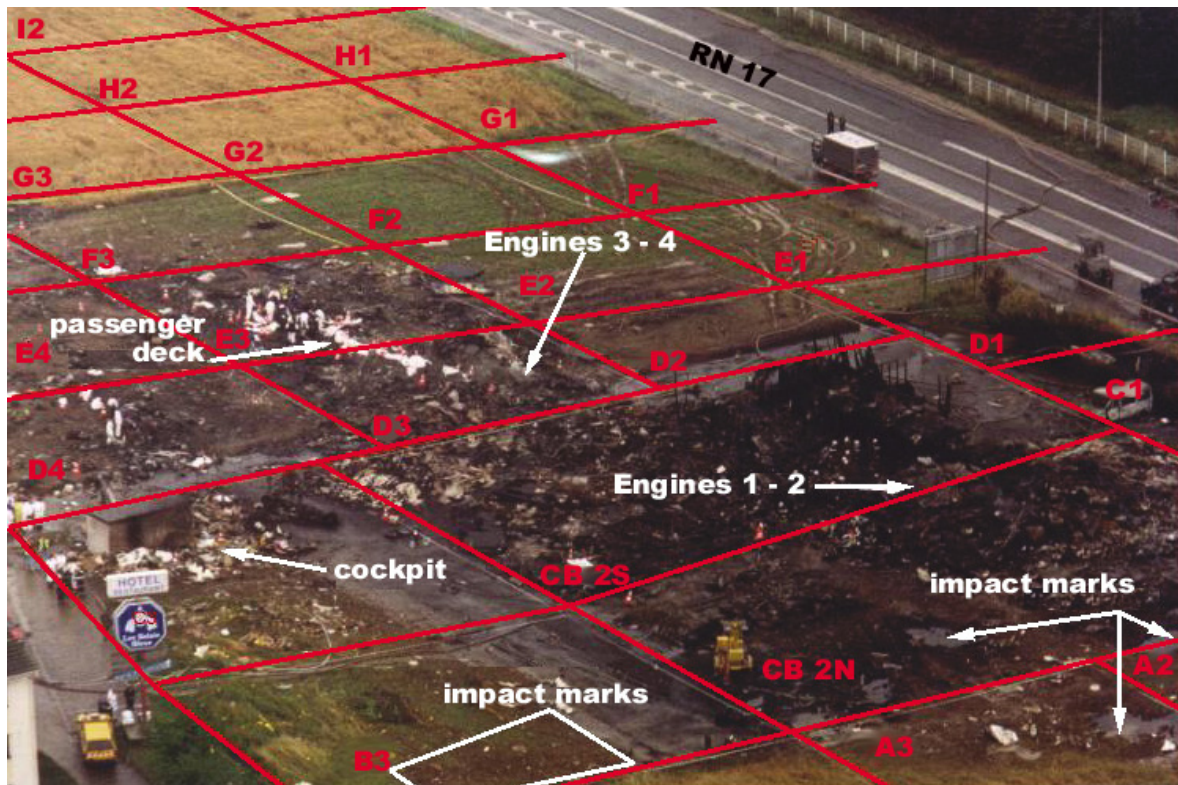 I2
H1
RN 17
H2
G1
G2
G3
F1
F2
Engines 3 - 4
F3
E1
E2
passenger
deck
E3
E4
D1
D2
C1
D3
D4
Engines 1 - 2
cockpit
CB 2S
HOTEL
impact marks
CB 2N
A2
impact marks
B3
A3